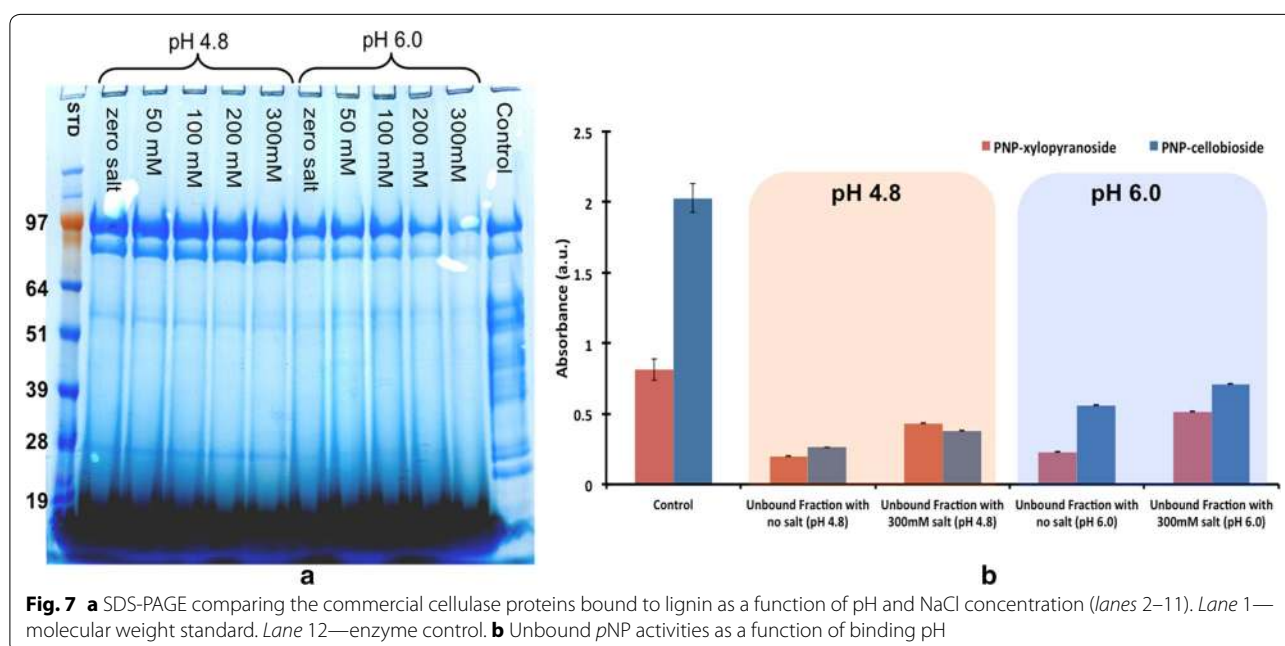 pH 4.8
pH 6.0
STD
zero salt
50 mM
100 mM
200 mM
300mM
zero salt
50 mM
100 mM
200 mM
300mM
Control
97
64
51
39
28
19
a
PNP-xylopyranoside PNP-cellobioside
pH 4.8
pH 6.0
Absorbance (a.u.)
2.5
2
1.5
1
0.5
0
Control
Unbound Fraction with
no salt (pH 4.8)
Unbound Fraction with
300mM salt (pH 4.8)
Unbound Fraction with
no salt (pH 6.0)
Unbound Fraction with
300mM salt (pH 6.0)
b
Fig. 7 a SDS-PAGE comparing the commercial cellulase proteins bound to lignin as a function of pH and NaCl concentration (lanes 2–11). Lane 1—
molecular weight standard. Lane 12—enzyme control. b Unbound pNP activities as a function of binding pH